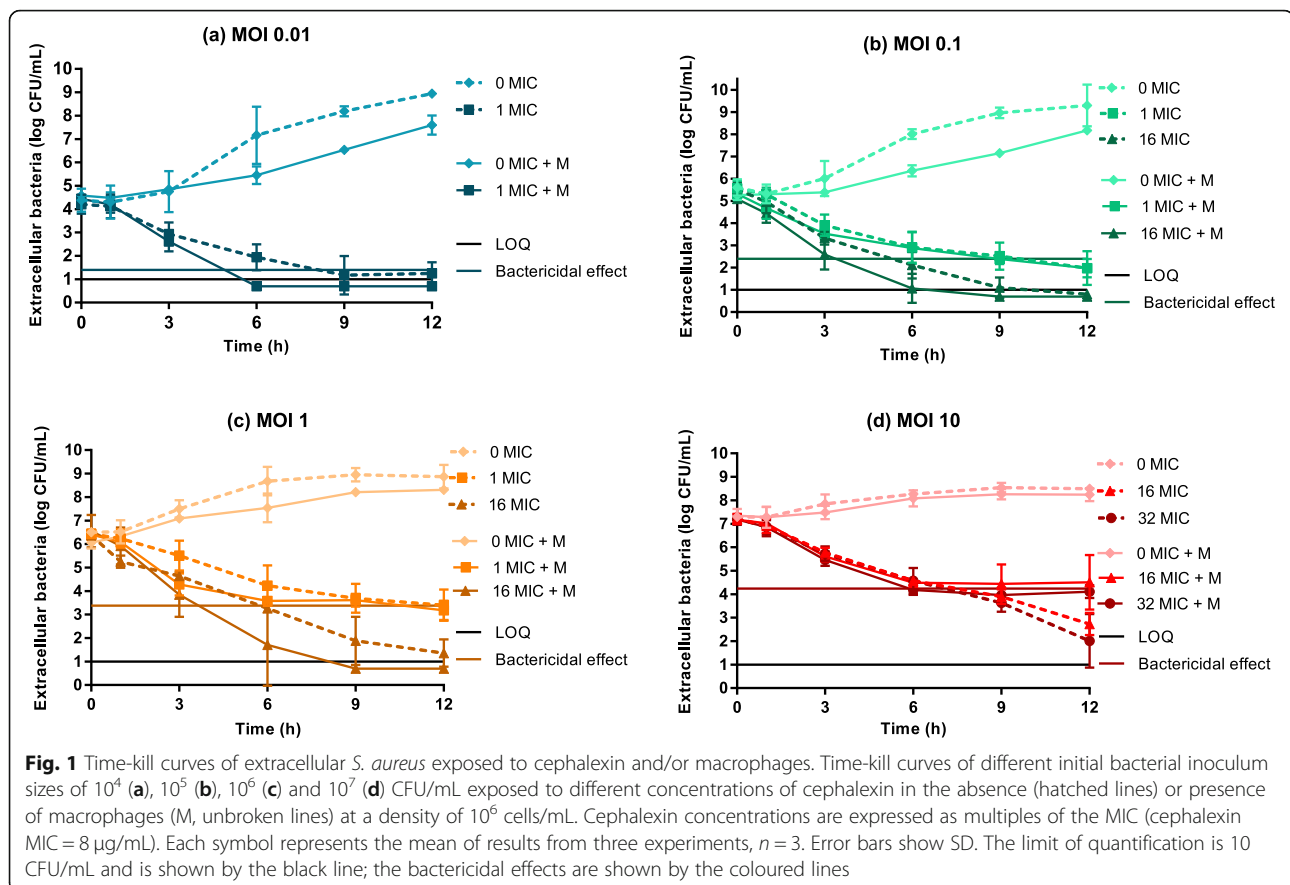 (a) MOI 0.01
Extracellular bacteria (log CFU/mL)
10
9
8
7
6
5
4
3
2
1
0
0 3 6 9 12
Time (h)
0 MIC
1 MIC
0 MIC + M
1 MIC + M
LOQ
Bactericidal effect
(b) MOI 0.1
Extracellular bacteria (log CFU/mL)
10
9
8
7
6
5
4
3
2
1
0
0 3 6 9 12
Time (h)
0 MIC
1 MIC
16 MIC
0 MIC + M
1 MIC + M
16 MIC + M
LOQ
Bactericidal effect
(c) MOI 1
Extracellular bacteria (log CFU/mL)
10
9
8
7
6
5
4
3
2
1
0
0 3 6 9 12
Time (h)
0 MIC
1 MIC
16 MIC
0 MIC + M
1 MIC + M
16 MIC + M
LOQ
Bactericidal effect
(d) MOI 10
Extracellular bacteria (log CFU/mL)
10
9
8
7
6
5
4
3
2
1
0
0 3 6 9 12
Time (h)
0 MIC
16 MIC
32 MIC
0 MIC + M
16 MIC + M
32 MIC + M
LOQ
Bactericidal effect
Fig. 1 Time-kill curves of extracellular S. aureus exposed to cephalexin and/or macrophages. Time-kill curves of different initial bacterial inoculum
sizes of 10⁴ (a), 10⁵ (b), 10⁶ (c) and 10⁷ (d) CFU/mL exposed to different concentrations of cephalexin in the absence (hatched lines) or presence
of macrophages (M, unbroken lines) at a density of 10⁶ cells/mL. Cephalexin concentrations are expressed as multiples of the MIC (cephalexin
MIC = 8 μg/mL). Each symbol represents the mean of results from three experiments, n = 3. Error bars show SD. The limit of quantification is 10
CFU/mL and is shown by the black line; the bactericidal effects are shown by the coloured lines